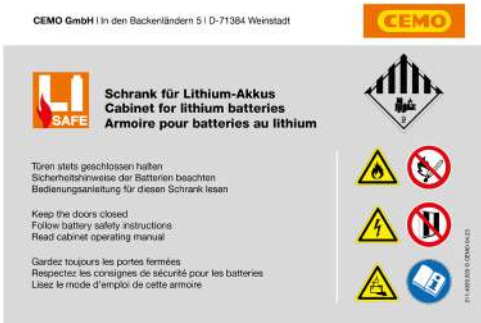 CEMO GmbH | In den Backenländern 5 | D-71384 Weinstadt
CEMO
LI
SAFE
Schrank für Lithium-Akkus
Cabinet for lithium batteries
Armoire pour batteries au lithium
9
Türen stets geschlossen halten
Sicherheitshinweise der Batterien beachten
Bedienungsanleitung für diesen Schrank lesen
Keep the doors closed
Follow battery safety instructions
Read cabinet operating manual
Gardez toujours les portes fermées
Respectez les consignes de sécurité pour les batteries
Lisez le mode d'emploi de cette armoire